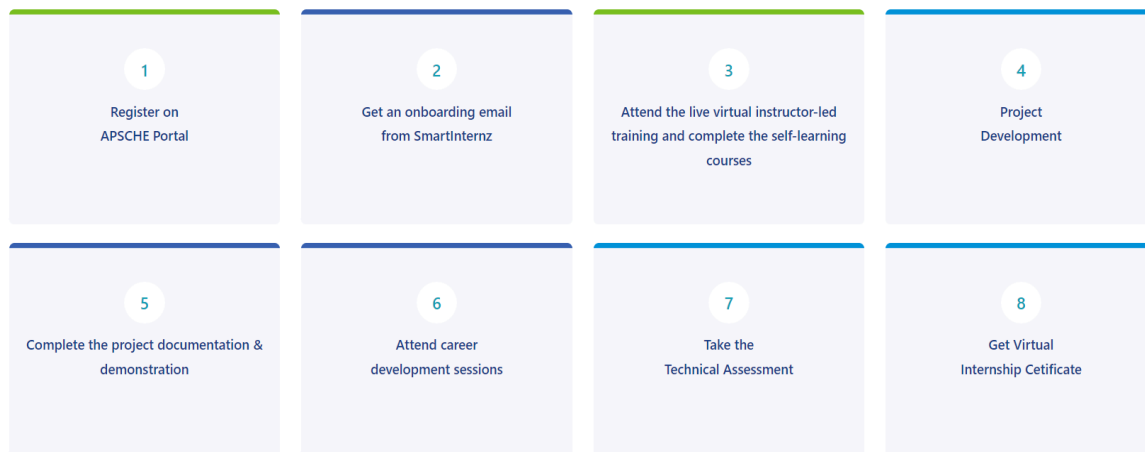 1
Register on
APSCHE Portal
2
Get an onboarding email
from SmartInternz
3
Attend the live virtual instructor-led
training and complete the self-learning
courses
4
Project
Development
5
Complete the project documentation &
demonstration
6
Attend career
development sessions
7
Take the
Technical Assessment
8
Get Virtual
Internship Cetificate